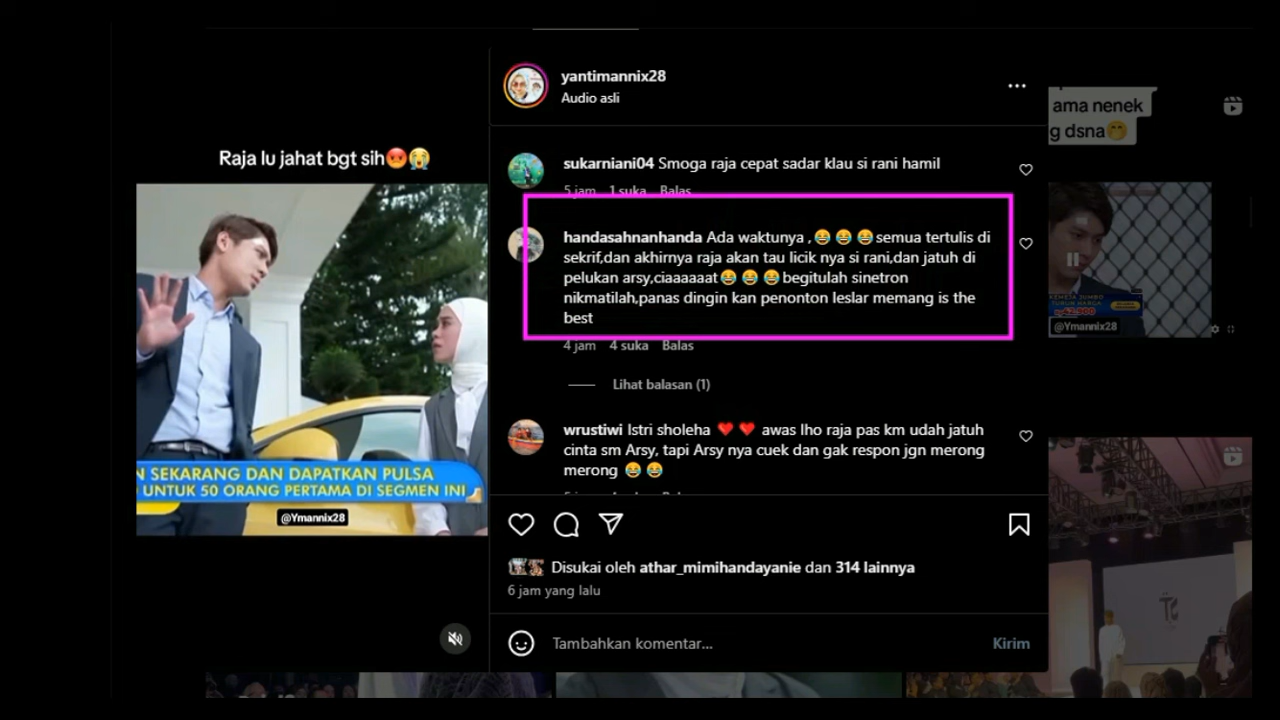 yantimannix28
Audio asli
ama nenek
g dsna🤭
Raja lu jahat bgt sih😡😭
sukarniani04 Smoga raja cepat sadar klau si rani hamil
5 jam 1 suka Balas
handasahnanhanda Ada waktunya ,😂😂😂semua tertulis di
sekrif,dan akhirnya raja akan tau licik nya si rani,dan jatuh di
pelukan arsy,ciaaaaaat😂😂😂begitulah sinetron
nikmatilah,panas dingin kan penonton leslar memang is the
best
4 jam 4 suka Balas
Lihat balasan (1)
KEMEJA JUMBO
TURUN HARGA
@Ymannix28
wrustiwi Istri sholeha ❤️❤️ awas lho raja pas km udah jatuh
cinta sm Arsy, tapi Arsy nya cuek dan gak respon jgn merong
merong 😂😂
N SEKARANG DAN DAPATKAN PULSA
UNTUK 50 ORANG PERTAMA DI SEGMEN INI
@Ymannix28
Disukai oleh athar_mimihandayanie dan 314 lainnya
6 jam yang lalu
Tambahkan komentar...
Kirim